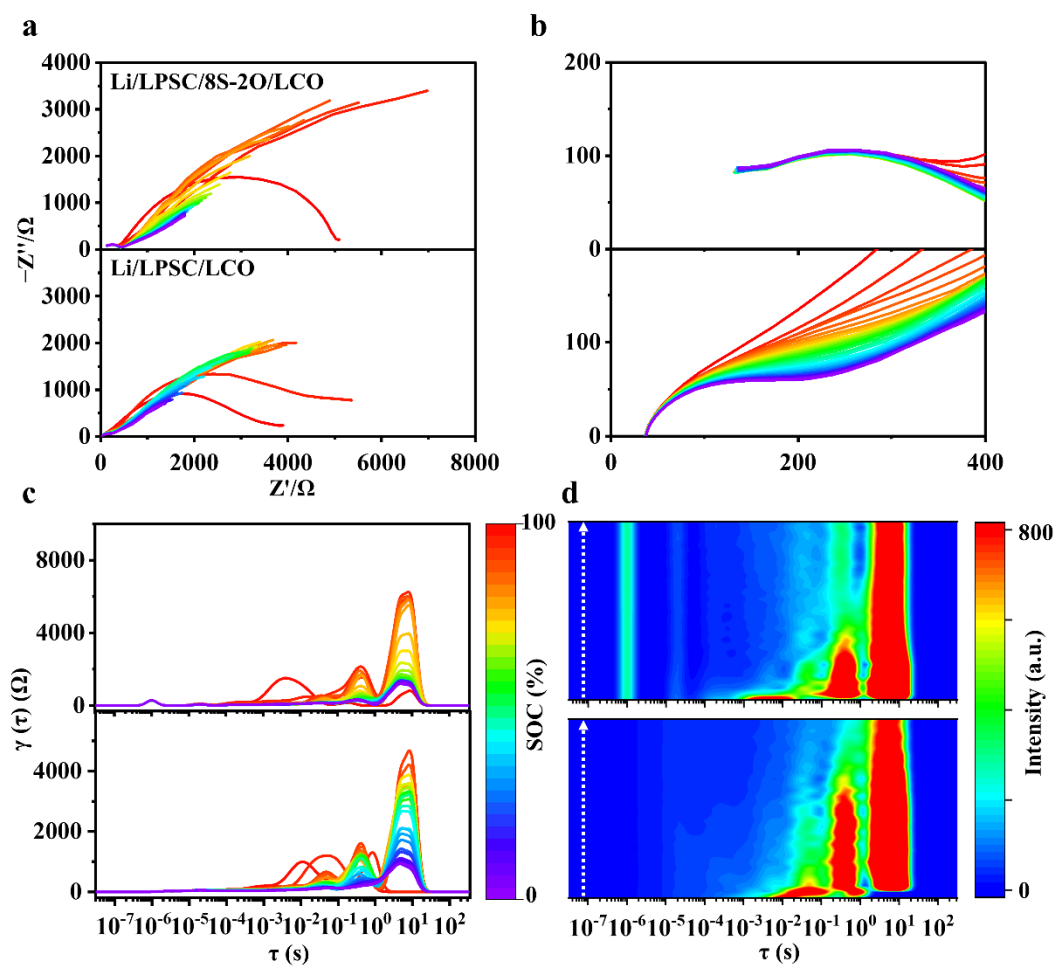 a
b
4000
3000
2000
1000
0
Li/LPSC/8S-2O/LCO
3000
2000
1000
0
Li/LPSC/LCO
−Z''/Ω
0 2000 4000 6000 8000
Z'/Ω
200
100
0
100
0
0 200 400
c
d
8000
4000
0
4000
2000
0
γ (τ) (Ω)
10⁻⁷ 10⁻⁶ 10⁻⁵ 10⁻⁴ 10⁻³ 10⁻² 10⁻¹ 10⁰ 10¹ 10²
τ (s)
100
SOC (%)
0
10⁻⁷ 10⁻⁶ 10⁻⁵ 10⁻⁴ 10⁻³ 10⁻² 10⁻¹ 10⁰ 10¹ 10²
τ (s)
800
Intensity (a.u.)
0